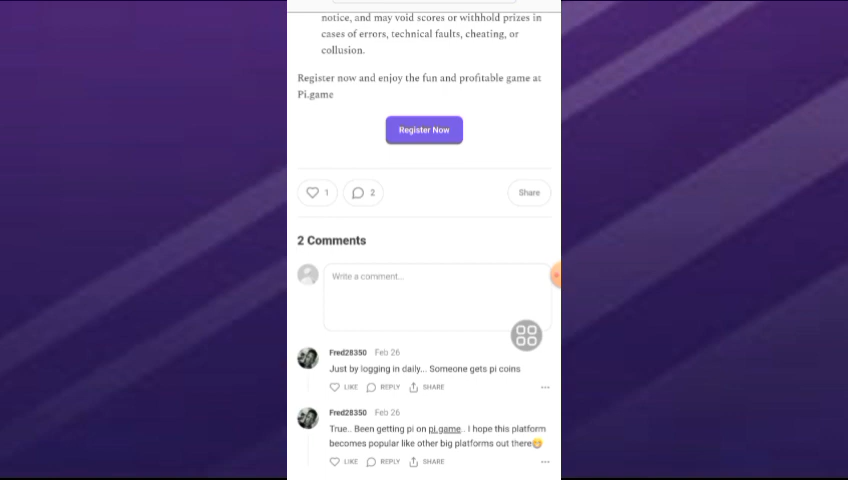 notice, and may void scores or withhold prizes in
cases of errors, technical faults, cheating, or
collusion.
Register now and enjoy the fun and profitable game at
Pi.game
Register Now
1
2
Share
2 Comments
Write a comment...
Fred28350 Feb 26
Just by logging in daily... Someone gets pi coins
LIKE REPLY SHARE
Fred28350 Feb 26
True.. Been getting pi on pi.game.. I hope this platform
becomes popular like other big platforms out there😁
LIKE REPLY SHARE